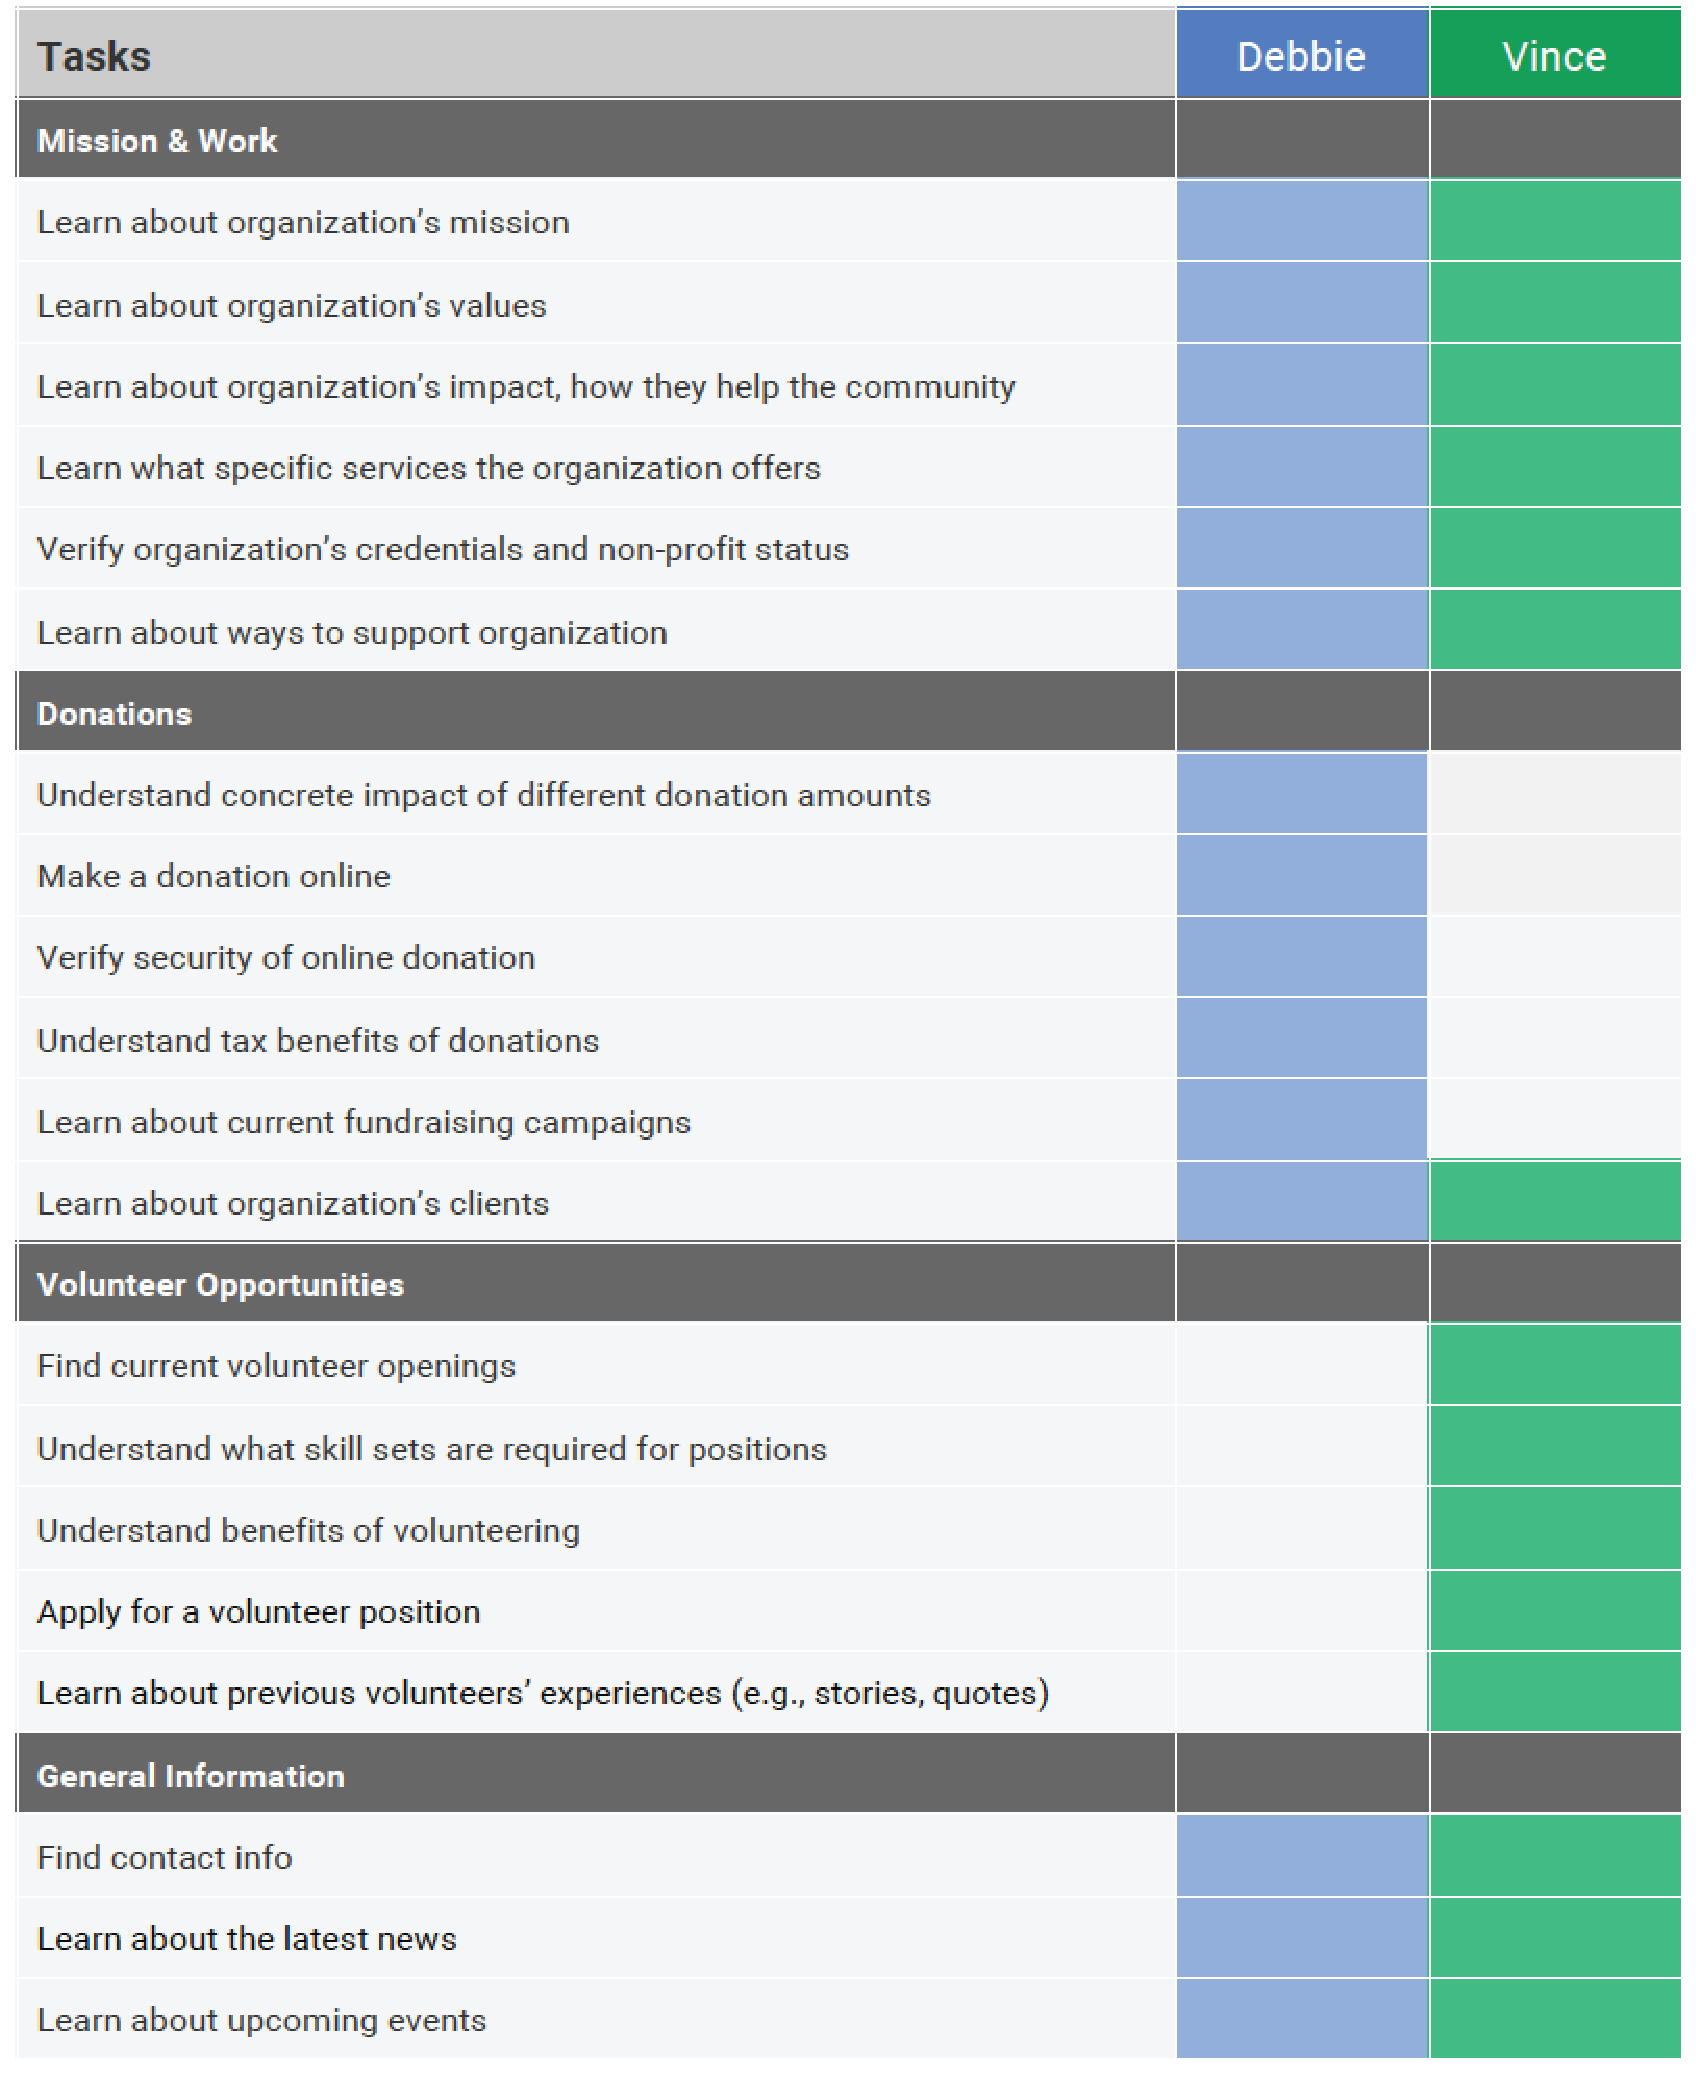 Tasks Debbie Vince
Mission & Work
Learn about organization’s mission
Learn about organization’s values
Learn about organization’s impact, how they help the community
Learn what specific services the organization offers
Verify organization’s credentials and non-profit status
Learn about ways to support organization
Donations
Understand concrete impact of different donation amounts
Make a donation online
Verify security of online donation
Understand tax benefits of donations
Learn about current fundraising campaigns
Learn about organization’s clients
Volunteer Opportunities
Find current volunteer openings
Understand what skill sets are required for positions
Understand benefits of volunteering
Apply for a volunteer position
Learn about previous volunteers’ experiences (e.g., stories, quotes)
General Information
Find contact info
Learn about the latest news
Learn about upcoming events